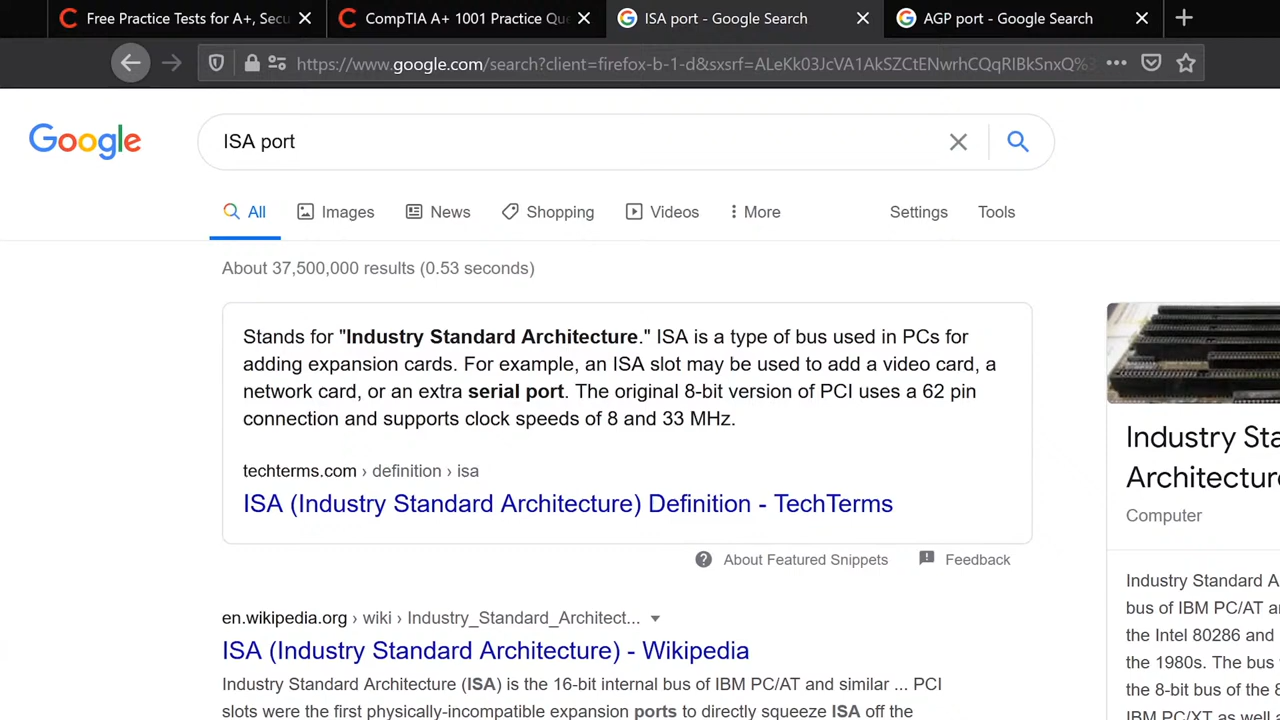 Free Practice Tests for A+, Secu
CompTIA A+ 1001 Practice Que
ISA port - Google Search
AGP port - Google Search
https://www.google.com/search?client=firefox-b-1-d&sxsrf=ALeKk03JcVA1AkSZCtENwrhCQqRIBkSnxQ%3
Google
ISA port
All
Images
News
Shopping
Videos
More
Settings
Tools
About 37,500,000 results (0.53 seconds)
Stands for "Industry Standard Architecture." ISA is a type of bus used in PCs for
adding expansion cards. For example, an ISA slot may be used to add a video card, a
network card, or an extra serial port. The original 8-bit version of PCI uses a 62 pin
connection and supports clock speeds of 8 and 33 MHz.
techterms.com › definition › isa
ISA (Industry Standard Architecture) Definition - TechTerms
About Featured Snippets
Feedback
en.wikipedia.org › wiki › Industry_Standard_Architect...
ISA (Industry Standard Architecture) - Wikipedia
Industry Standard Architecture (ISA) is the 16-bit internal bus of IBM PC/AT and similar ... PCI
slots were the first physically-incompatible expansion ports to directly squeeze ISA off the
Industry Sta
Architecture
Computer
Industry Standard A
bus of IBM PC/AT a
the Intel 80286 and
the 1980s. The bus
the 8-bit bus of the 8
IBM PC/XT as well a